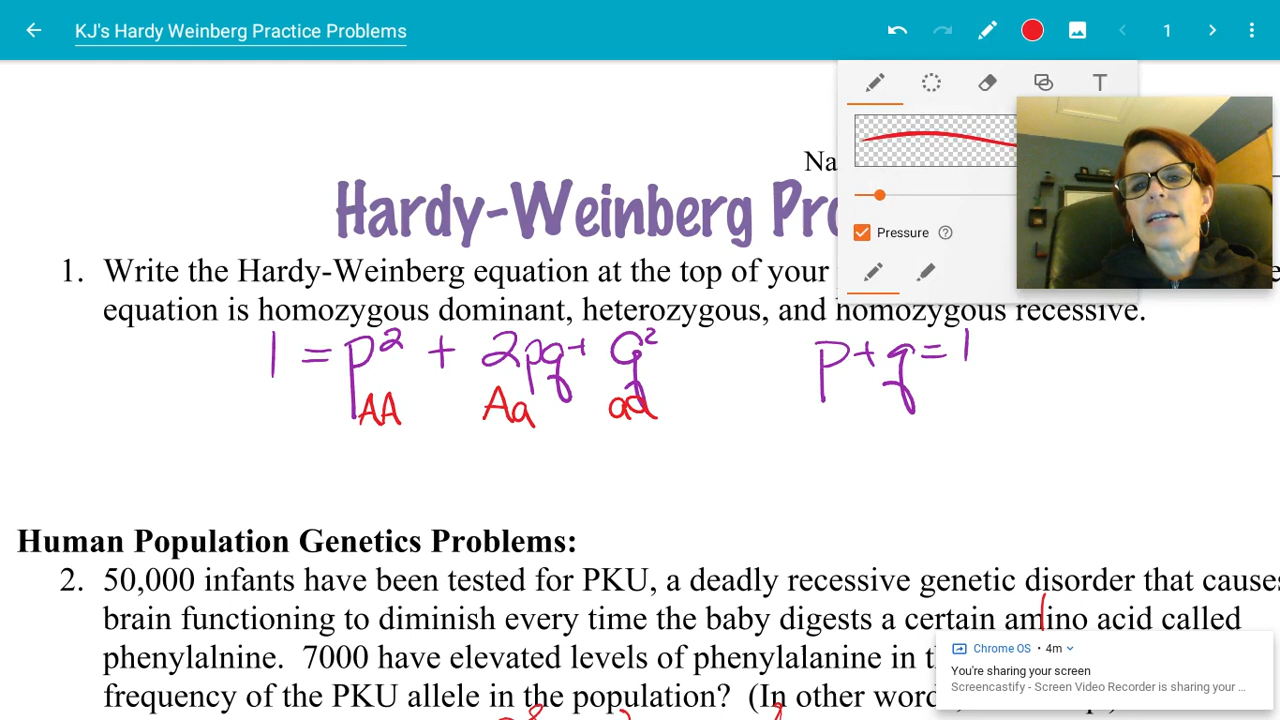 KJ's Hardy Weinberg Practice Problems
1
T
Na
Hardy-Weinberg Pro
Pressure
1. Write the Hardy-Weinberg equation at the top of your
equation is homozygous dominant, heterozygous, and homozygous recessive.
1 = p² + 2pq + q² p + q = 1
AA Aa aa
Human Population Genetics Problems:
2. 50,000 infants have been tested for PKU, a deadly recessive genetic disorder that causes
brain functioning to diminish every time the baby digests a certain amino acid called
phenylalnine. 7000 have elevated levels of phenylalanine in t
frequency of the PKU allele in the population? (In other word
Chrome OS • 4m
You're sharing your screen
Screencastify - Screen Video Recorder is sharing your ...